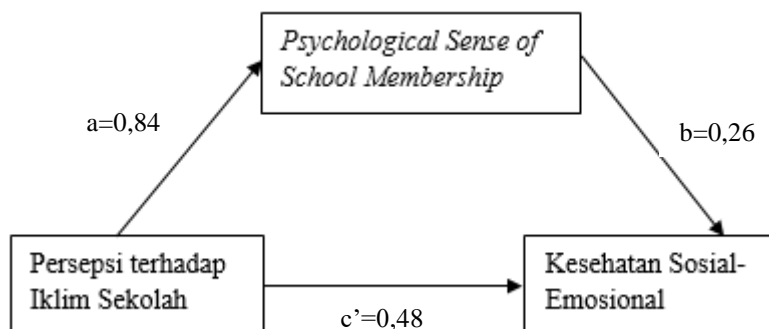 Psychological Sense of
School Membership
a=0,84
b=0,26
Persepsi terhadap
Iklim Sekolah
Kesehatan Sosial-
Emosional
c’=0,48